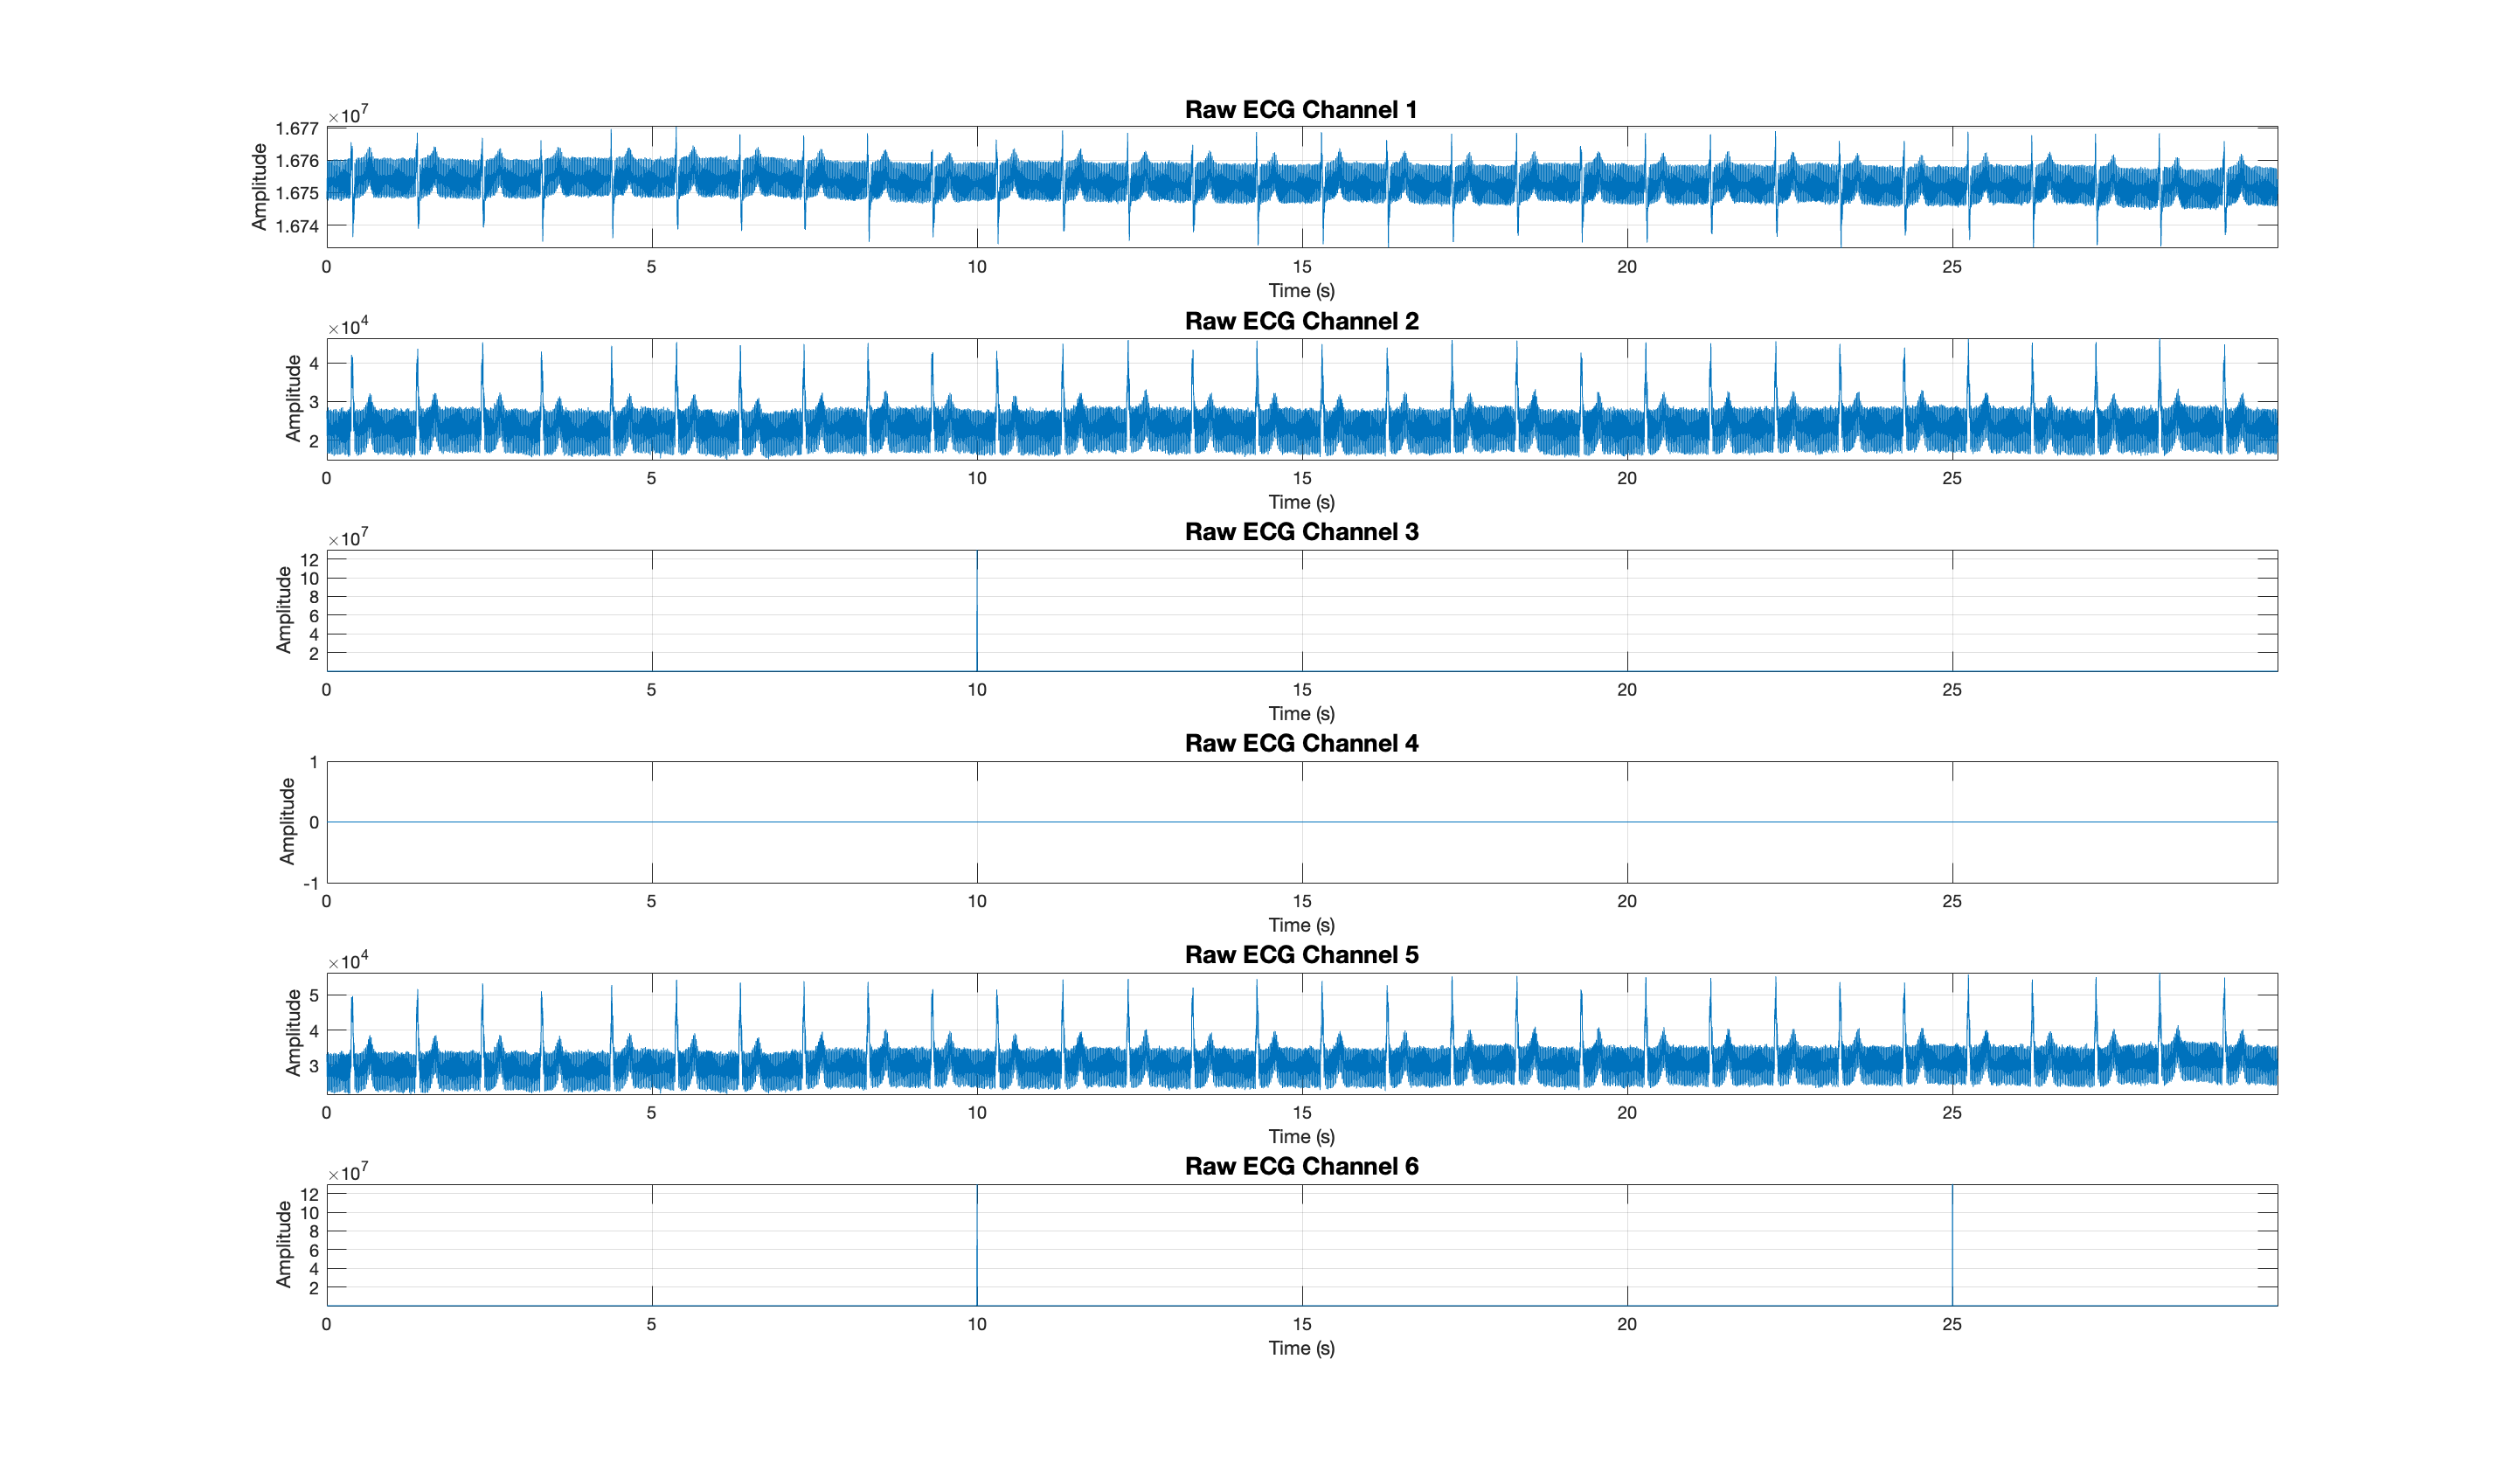 Raw ECG Channel 1
×10^7
1.677
1.676
1.675
1.674
Amplitude
0 5 10 15 20 25
Time (s)
Raw ECG Channel 2
×10^4
4
3
2
Amplitude
0 5 10 15 20 25
Time (s)
Raw ECG Channel 3
×10^7
12
10
8
6
4
2
Amplitude
0 5 10 15 20 25
Time (s)
Raw ECG Channel 4
1
0
-1
Amplitude
0 5 10 15 20 25
Time (s)
Raw ECG Channel 5
×10^4
5
4
3
Amplitude
0 5 10 15 20 25
Time (s)
Raw ECG Channel 6
×10^7
12
10
8
6
4
2
Amplitude
0 5 10 15 20 25
Time (s)